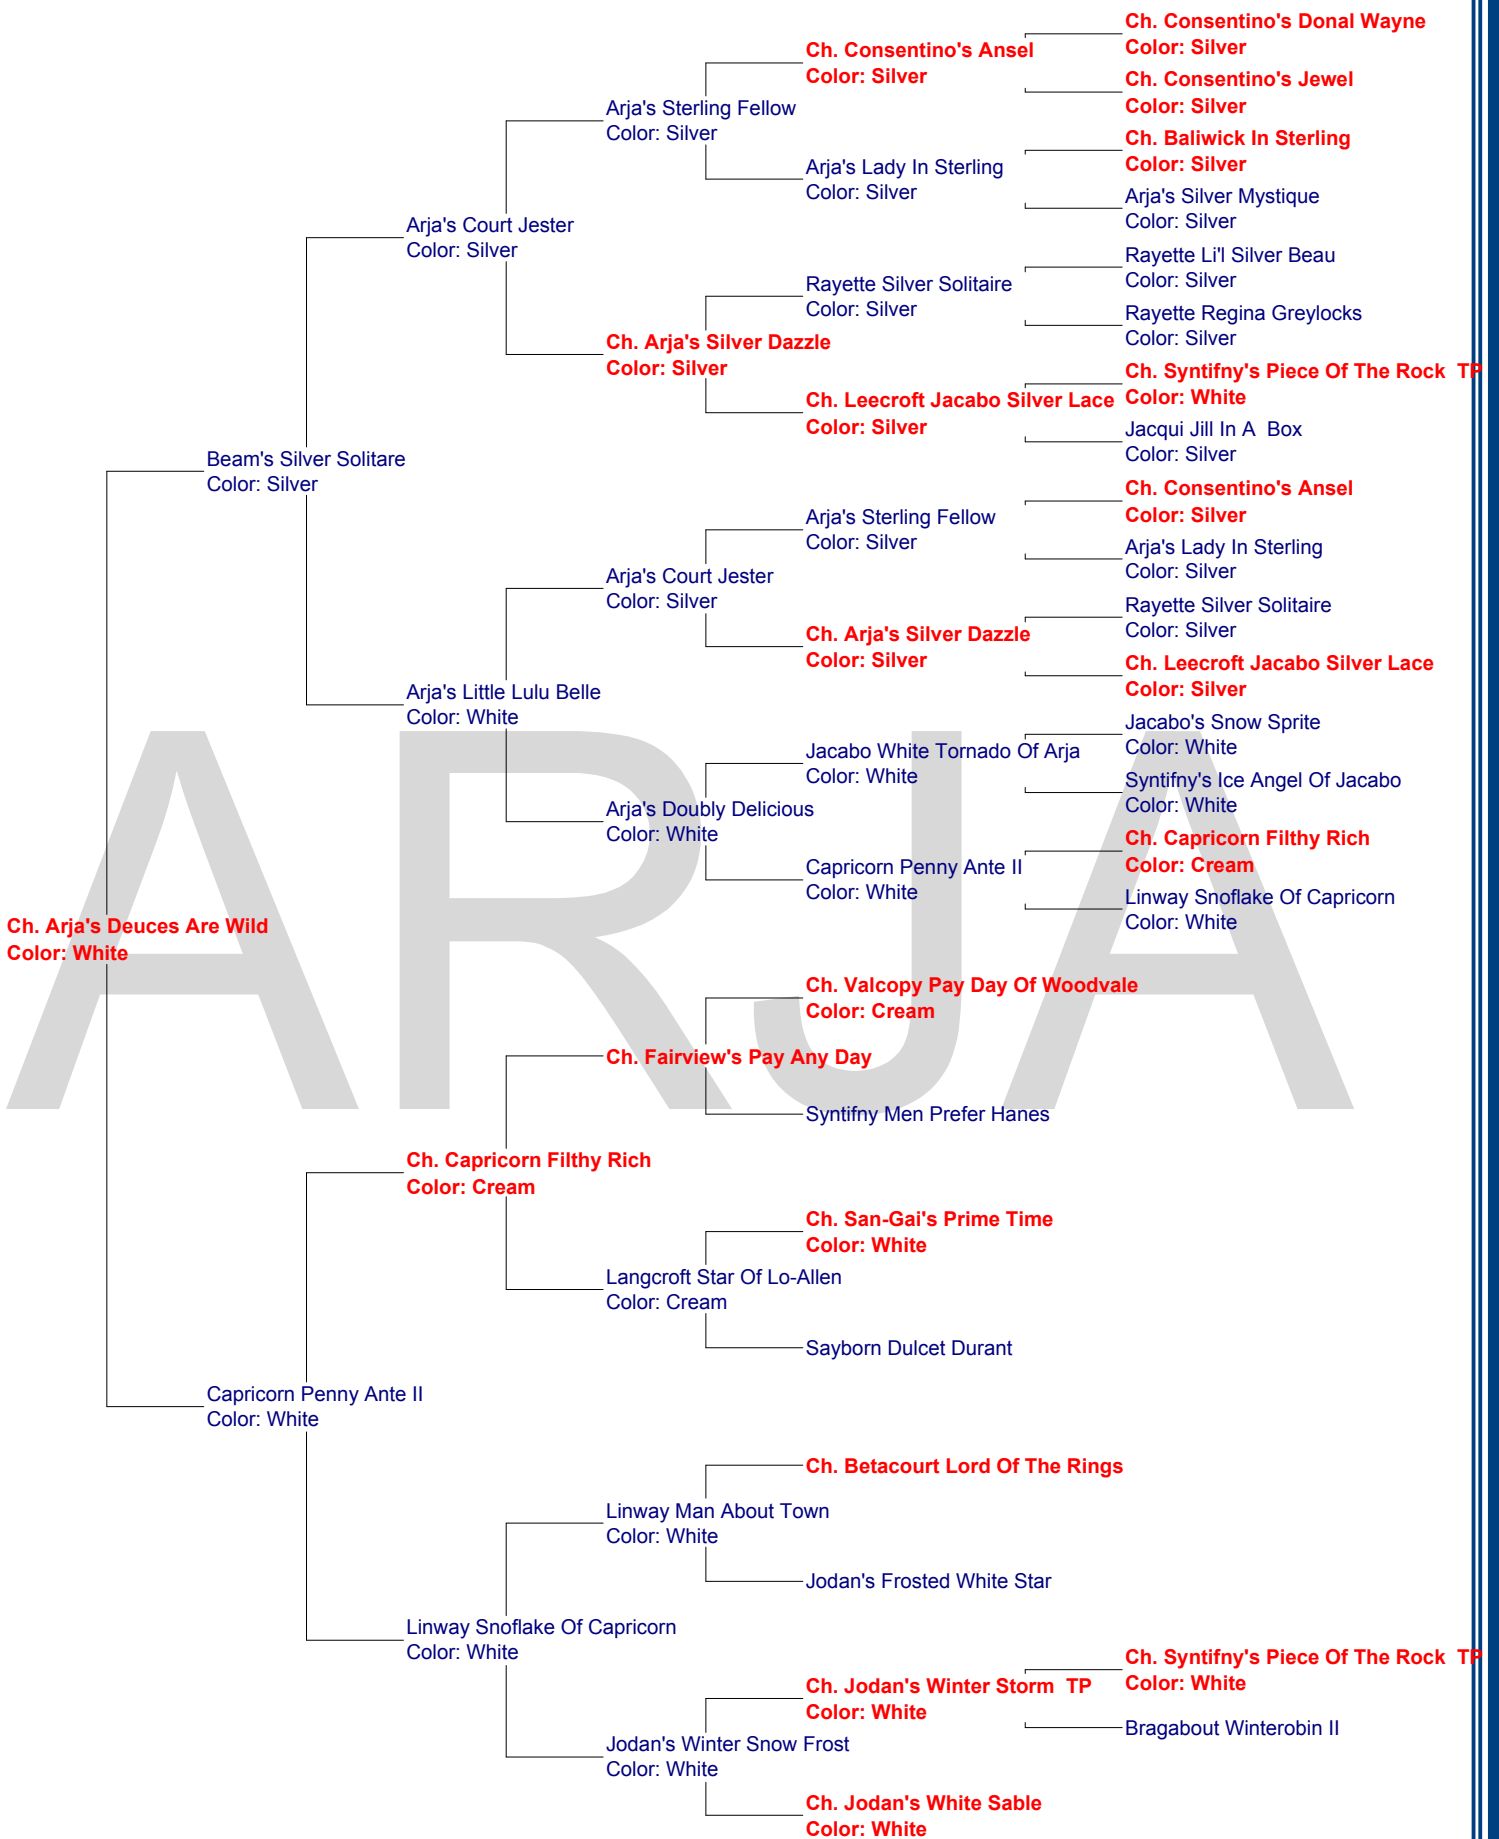 Ch. Arja's Deuces Are Wild
Color: White
Beam's Silver Solitare
Color: Silver
Capricorn Penny Ante II
Color: White
Arja's Court Jester
Color: Silver
Arja's Little Lulu Belle
Color: White
Ch. Capricorn Filthy Rich
Color: Cream
Linway Snoflake Of Capricorn
Color: White
Arja's Sterling Fellow
Color: Silver
Ch. Arja's Silver Dazzle
Color: Silver
Arja's Court Jester
Color: Silver
Arja's Doubly Delicious
Color: White
Ch. Fairview's Pay Any Day
Langcroft Star Of Lo-Allen
Color: Cream
Linway Man About Town
Color: White
Jodan's Winter Snow Frost
Color: White
Ch. Consentino's Ansel
Color: Silver
Arja's Lady In Sterling
Color: Silver
Rayette Silver Solitaire
Color: Silver
Ch. Leecroft Jacabo Silver Lace
Color: Silver
Arja's Sterling Fellow
Color: Silver
Ch. Arja's Silver Dazzle
Color: Silver
Jacabo White Tornado Of Arja
Color: White
Capricorn Penny Ante II
Color: White
Ch. Valcopy Pay Day Of Woodvale
Color: Cream
Syntifny Men Prefer Hanes
Ch. San-Gai's Prime Time
Color: White
Sayborn Dulcet Durant
Ch. Betacourt Lord Of The Rings
Jodan's Frosted White Star
Ch. Jodan's Winter Storm TP
Color: White
Ch. Jodan's White Sable
Color: White
Ch. Consentino's Donal Wayne
Color: Silver
Ch. Consentino's Jewel
Color: Silver
Ch. Baliwick In Sterling
Color: Silver
Arja's Silver Mystique
Color: Silver
Rayette Li'l Silver Beau
Color: Silver
Rayette Regina Greylocks
Color: Silver
Ch. Syntifny's Piece Of The Rock TP
Color: White
Jacqui Jill In A Box
Color: Silver
Ch. Consentino's Ansel
Color: Silver
Arja's Lady In Sterling
Color: Silver
Rayette Silver Solitaire
Color: Silver
Ch. Leecroft Jacabo Silver Lace
Color: Silver
Jacabo's Snow Sprite
Color: White
Syntifny's Ice Angel Of Jacabo
Color: White
Ch. Capricorn Filthy Rich
Color: Cream
Linway Snoflake Of Capricorn
Color: White
Ch. Syntifny's Piece Of The Rock TP
Color: White
Bragabout Winterobin II
ARJA